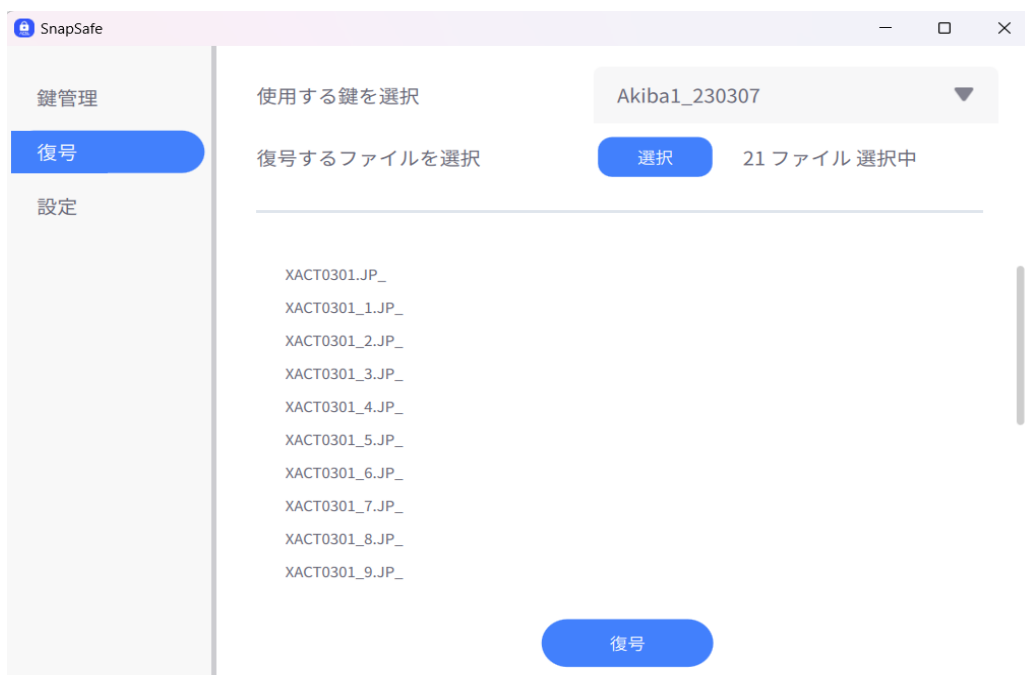 SnapSafe
鍵管理
復号
設定
使用する鍵を選択
Akiba1_230307
復号するファイルを選択
選択
21 ファイル 選択中
XACT0301.JP_
XACT0301_1.JP_
XACT0301_2.JP_
XACT0301_3.JP_
XACT0301_4.JP_
XACT0301_5.JP_
XACT0301_6.JP_
XACT0301_7.JP_
XACT0301_8.JP_
XACT0301_9.JP_
復号